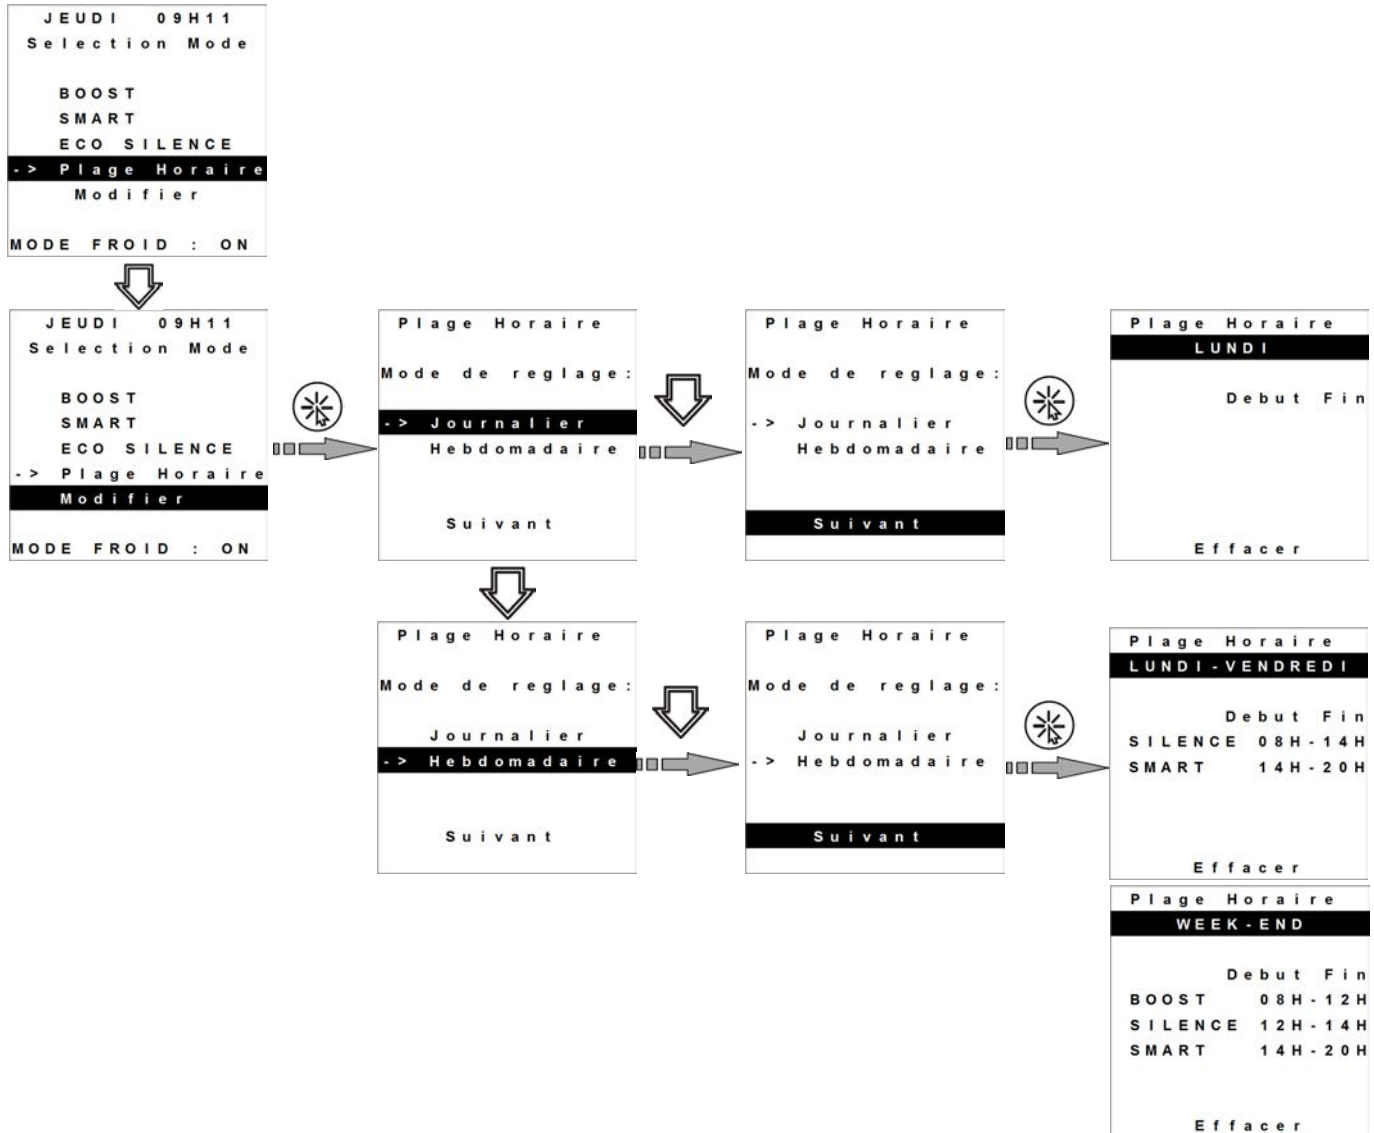 JEUDI 09H11
Selection Mode
BOOST
SMART
ECO SILENCE
-> Plage Horaire
Modifier
MODE FROID : ON
JEUDI 09H11
Selection Mode
BOOST
SMART
ECO SILENCE
-> Plage Horaire
Modifier
MODE FROID : ON
Plage Horaire
Mode de reglage:
-> Journalier
Hebdomadaire
Suivant
Plage Horaire
Mode de reglage:
-> Journalier
Hebdomadaire
Suivant
Plage Horaire
LUNDI
Debut Fin
Effacer
Plage Horaire
Mode de reglage:
Journalier
-> Hebdomadaire
Suivant
Plage Horaire
Mode de reglage:
Journalier
-> Hebdomadaire
Suivant
Plage Horaire
LUNDI-VENDREDI
Debut Fin
SILENCE 08H-14H
SMART 14H-20H
Effacer
Plage Horaire
WEEK-END
Debut Fin
BOOST 08H-12H
SILENCE 12H-14H
SMART 14H-20H
Effacer